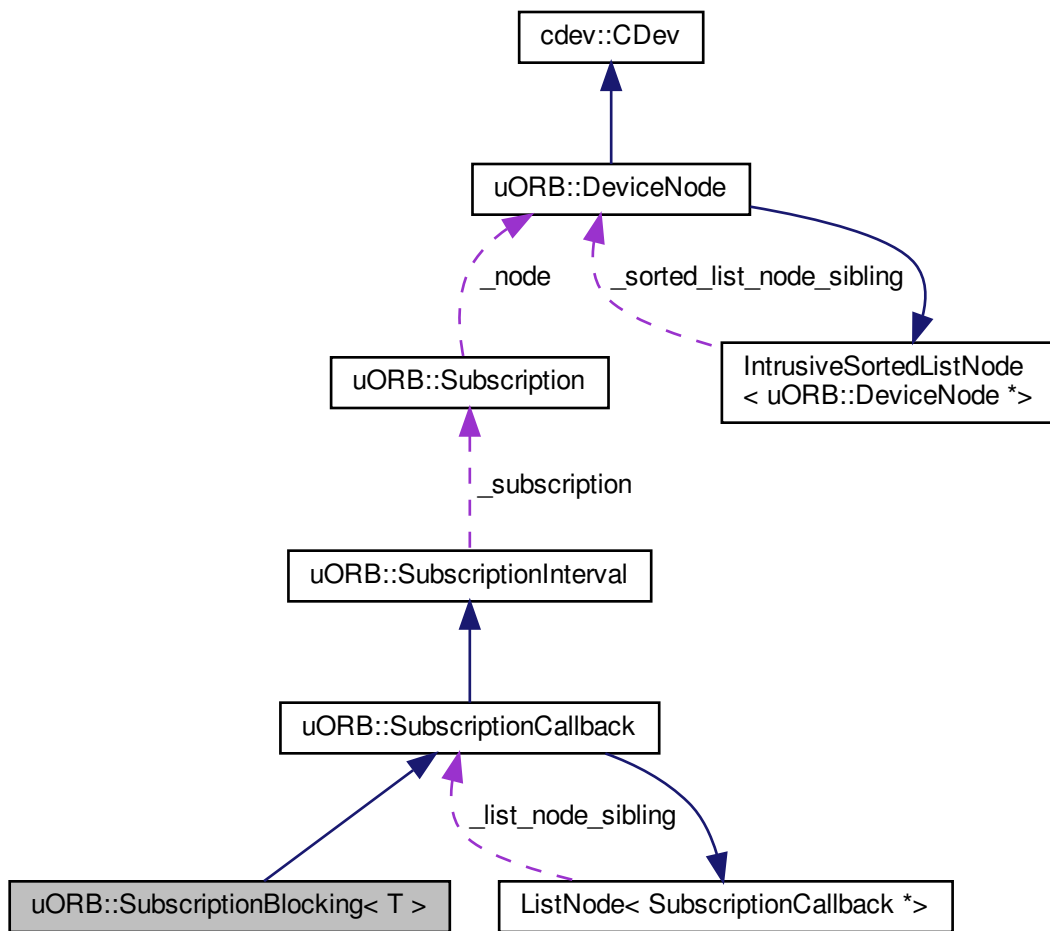 cdev::CDev
uORB::DeviceNode
_node
_sorted_list_node_sibling
uORB::Subscription
IntrusiveSortedListNode
< uORB::DeviceNode *>
_subscription
uORB::SubscriptionInterval
uORB::SubscriptionCallback
_list_node_sibling
uORB::SubscriptionBlocking< T >
ListNode< SubscriptionCallback *>